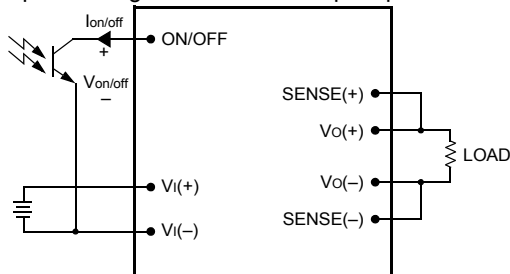 Ion/off
ON/OFF
+
Von/off
–
SENSE(+)
VO(+)
LOAD
VI(+)
VO(–)
VI(–)
SENSE(–)